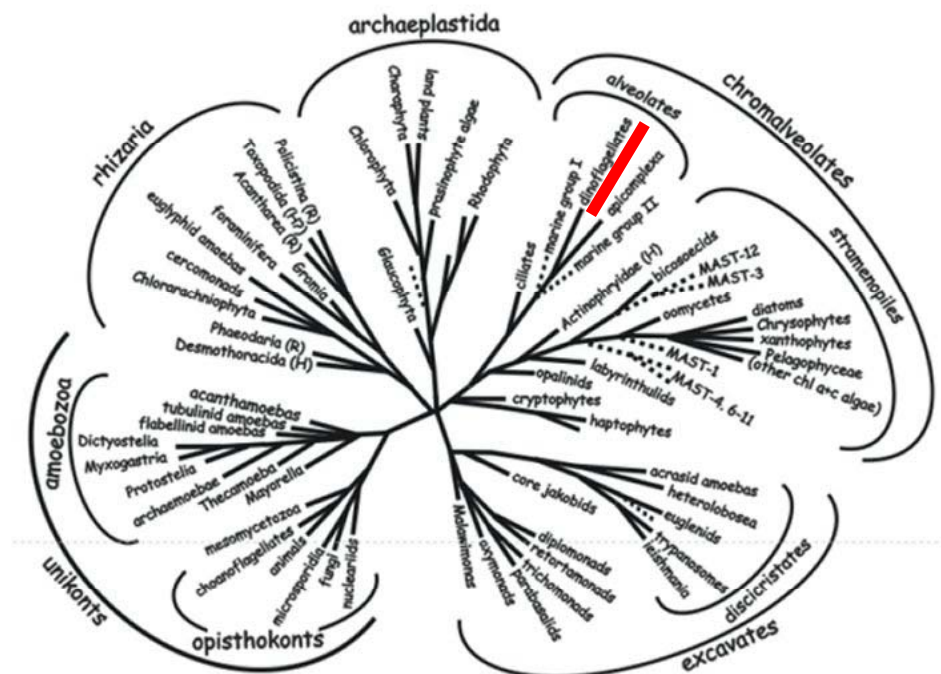 archaeplastida
Chlorophyta
Charophyta
land plants
prasinophyte algae
Rhodophyta
Glaucophyta
chromalveolates
alveolates
ciliates
marine group I
dinoflagellates
apicomplexa
marine group II
stramenopiles
Actinophryidae (H)
bicosoecids
MAST-12
MAST-3
oomycetes
diatoms
Chrysophytes
xanthophytes
Pelagophyceae
(other chl a+c algae)
MAST-1
MAST-4, 6-11
labyrinthulids
opalinids
cryptophytes
haptophytes
excavates
discicristates
acrasid amoebas
heterolobosea
euglenids
trypanosomes
leishmania
core jakobids
diplomonads
retortamonads
trichomonads
parabasalids
oxymonads
Malawimonas
unikonts
opisthokonts
nucleariids
fungi
microsporidia
animals
choanoflagellates
mesomycetozoa
amoebozoa
Mayorella
Thecamoeba
archaemoebae
Protostelia
Myxogastria
Dictyostelia
flabellinid amoebas
tubulinid amoebas
acanthamoebas
rhizaria
Desmothoracida (H)
Phaeodaria (R)
Chlorarachniophyta
cercomonads
euglyphid amoebas
foraminifera
Gromia
Acantharea (R)
Taxopodida (H?)
Policistina (R)